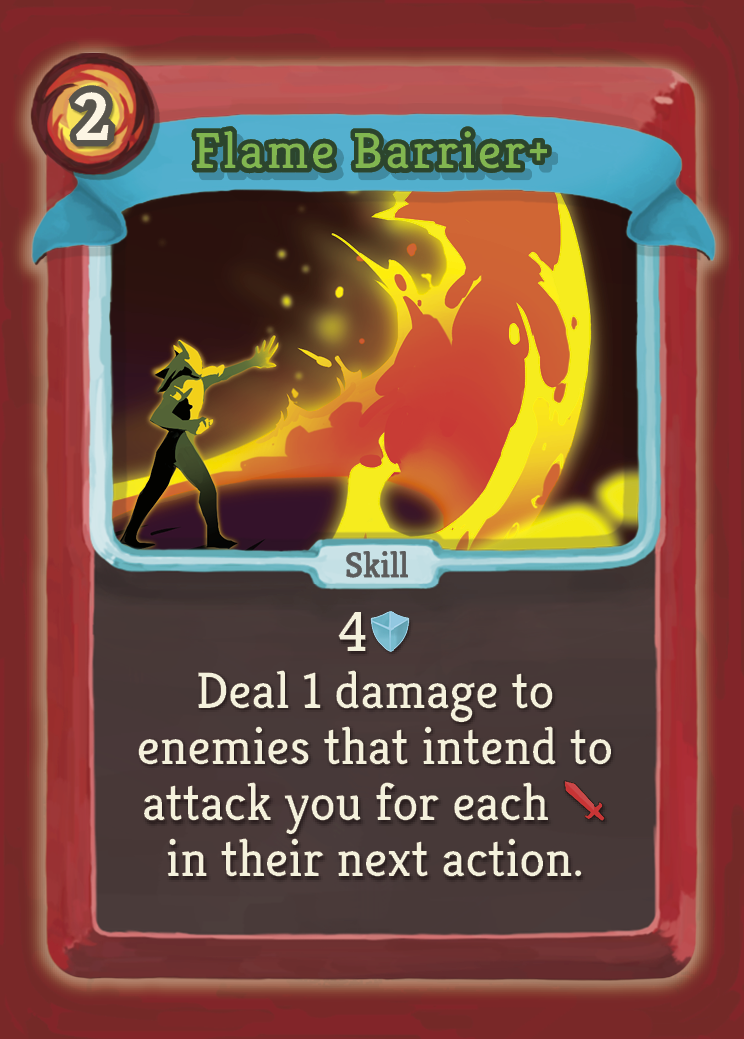 2
Flame Barrier+
Skill
4
Deal 1 damage to
enemies that intend to
attack you for each
in their next action.